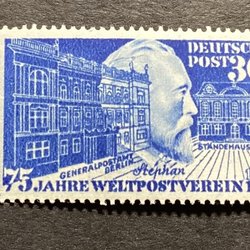 DEUTSCHE
POST 30
STÄNDEHAUS
GENERALPOSTAMT
BERLIN
Stephan
75 JAHRE WELTPOSTVEREIN